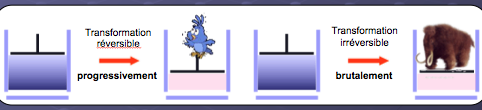 Transformation
réversible
progressivement
Transformation
irréversible
brutalement